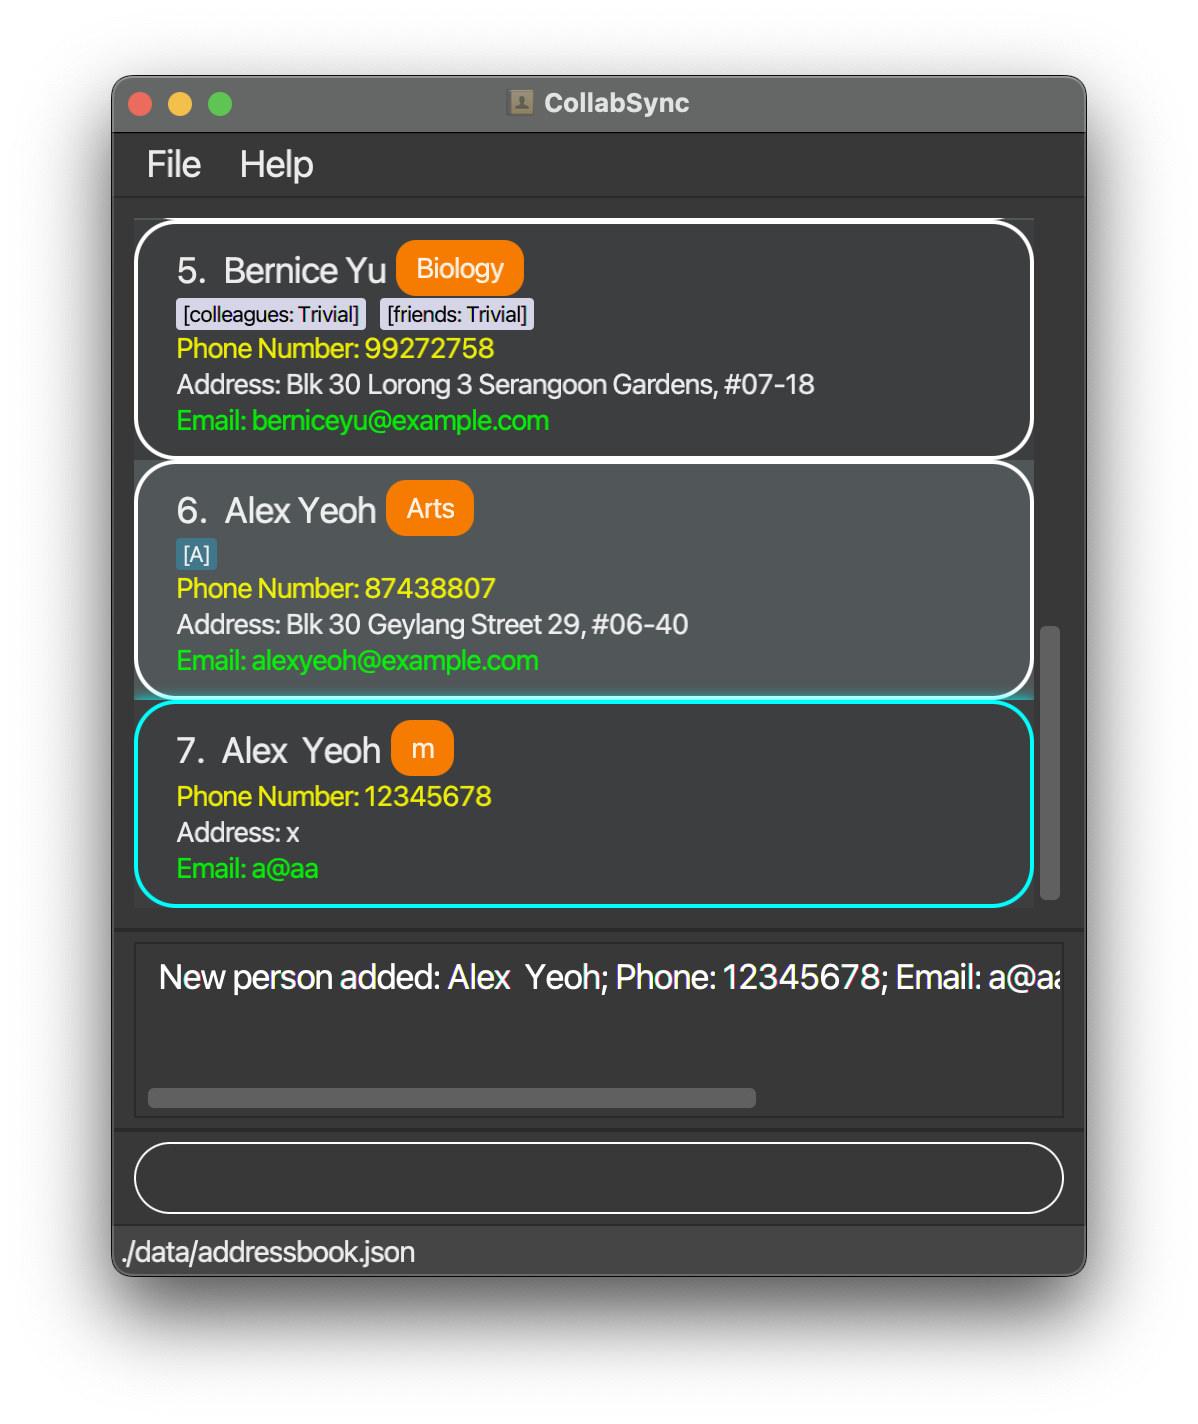 CollabSync
File Help
5. Bernice Yu Biology
[colleagues: Trivial] [friends: Trivial]
Phone Number: 99272758
Address: Blk 30 Lorong 3 Serangoon Gardens, #07-18
Email: berniceyu@example.com
6. Alex Yeoh Arts
[A]
Phone Number: 87438807
Address: Blk 30 Geylang Street 29, #06-40
Email: alexyeoh@example.com
7. Alex  Yeoh m
Phone Number: 12345678
Address: x
Email: a@aa
New person added: Alex  Yeoh; Phone: 12345678; Email: a@aa
./data/addressbook.json